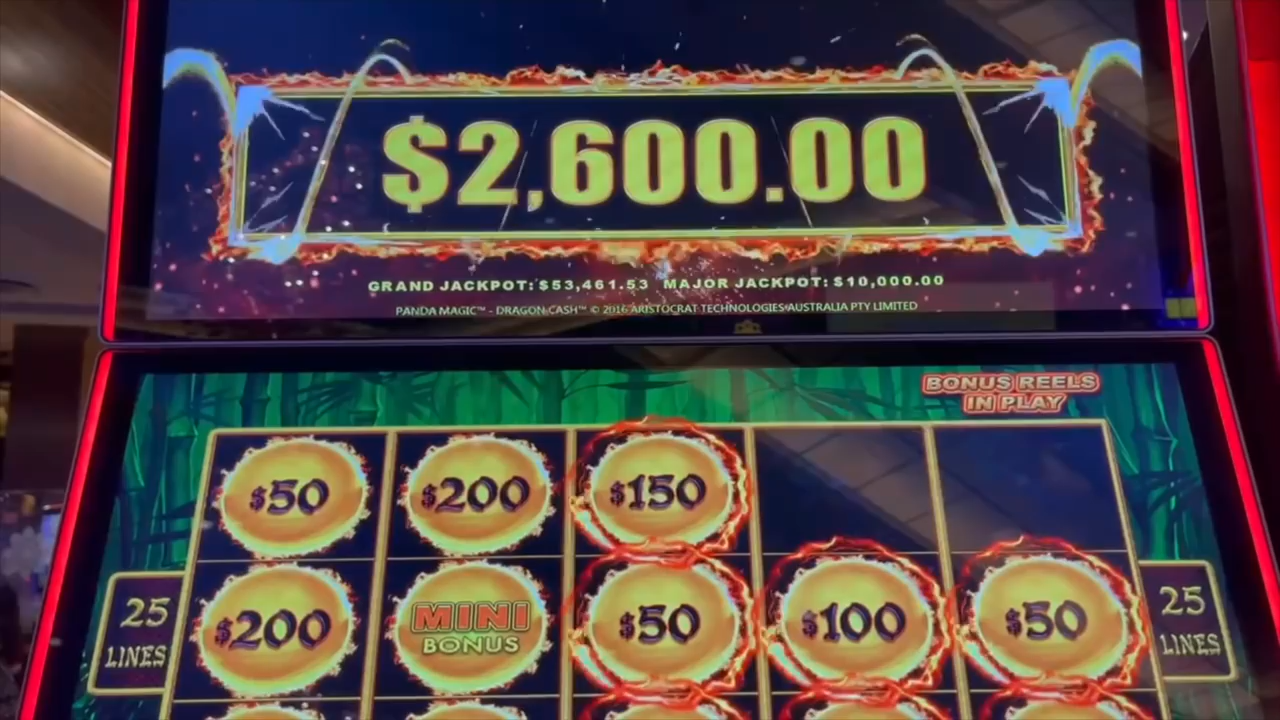 $2,600.00
GRAND JACKPOT: $53,461.53 MAJOR JACKPOT: $10,000.00
PANDA MAGIC™ - DRAGON CASH™ © 2016 ARISTOCRAT TECHNOLOGIES AUSTRALIA PTY LIMITED
BONUS REELS
IN PLAY
$50 $200 $150
25
LINES
$200 MINI
BONUS
$50 $100 $50
25
LINES